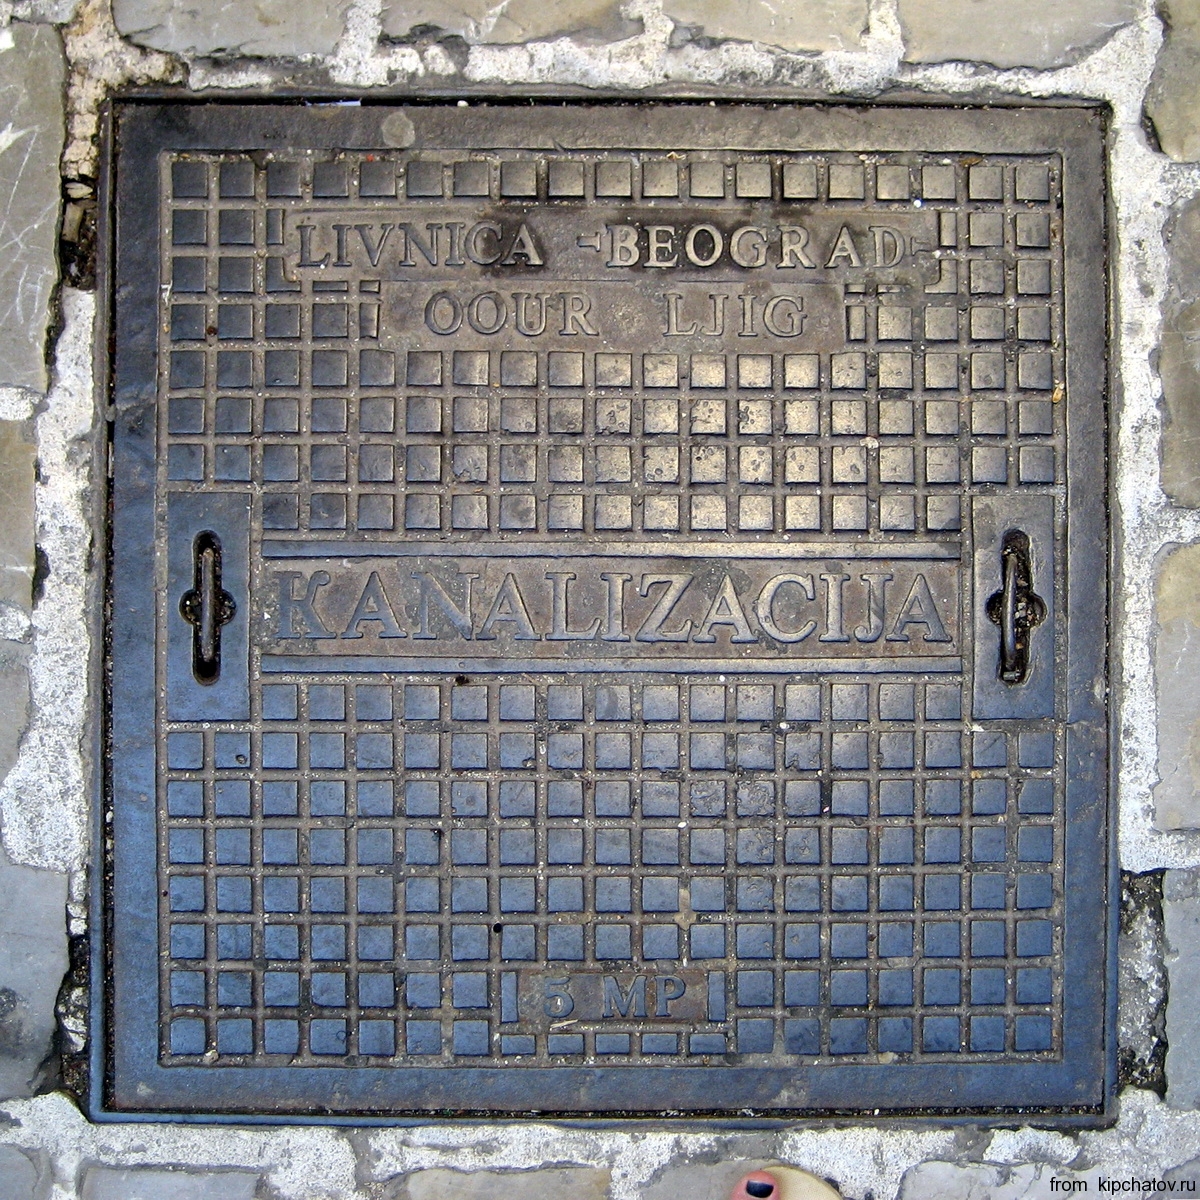 LIVNICA -BEOGRAD-
OOUR LJIG
KANALIZACIJA
5 MP
from kipchatov.ru